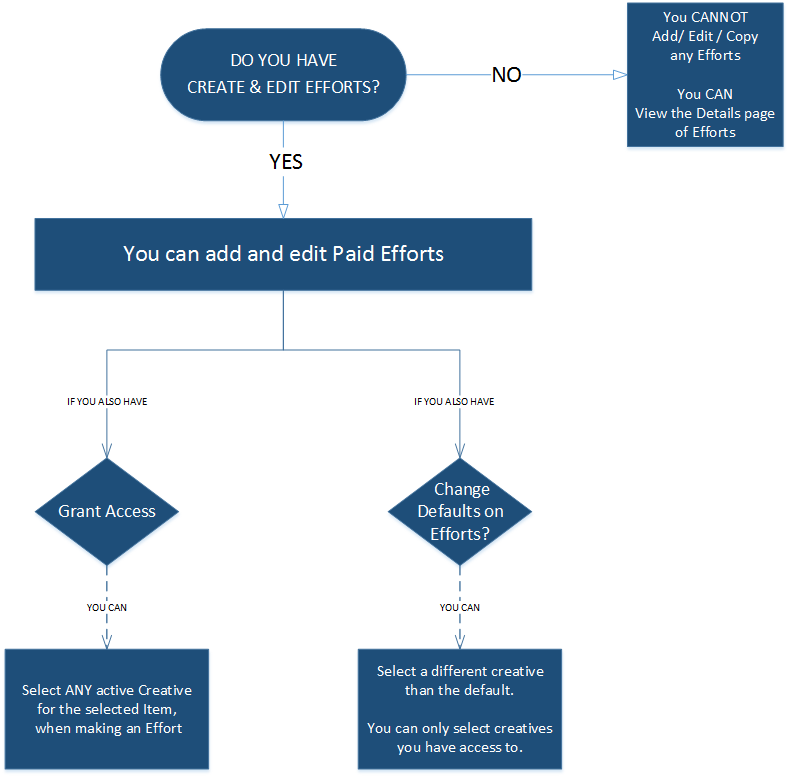 DO YOU HAVE
CREATE & EDIT EFFORTS?
NO
You CANNOT
Add/ Edit / Copy
any Efforts
You CAN
View the Details page
of Efforts
YES
You can add and edit Paid Efforts
IF YOU ALSO HAVE
IF YOU ALSO HAVE
Grant Access
Change
Defaults on
Efforts?
YOU CAN
YOU CAN
Select ANY active Creative
for the selected Item,
when making an Effort
Select a different creative
than the default.
You can only select creatives
you have access to.